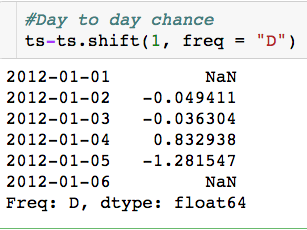 #Day to day chance
ts-ts.shift(1, freq = "D")
2012-01-01 NaN
2012-01-02 -0.049411
2012-01-03 -0.036304
2012-01-04 0.832938
2012-01-05 -1.281547
2012-01-06 NaN
Freq: D, dtype: float64